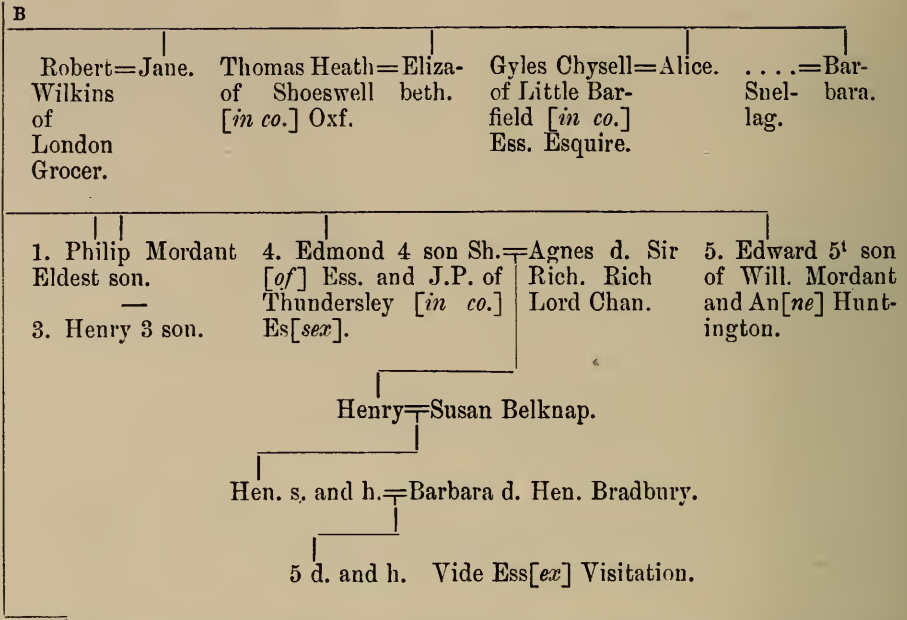 B
Robert=Jane.
Wilkins
of
London
Grocer.
Thomas Heath=Eliza-
of Shoeswell beth.
[in co.] Oxf.
Gyles Chysell=Alice.
of Little Bar-
field [in co.]
Ess. Esquire.
. . . .=Bar-
Snel- bara.
lag.
1. Philip Mordant
Eldest son.
3. Henry 3 son.
4. Edmond 4 son Sh.=Agnes d. Sir
[of] Ess. and J.P. of Rich. Rich
Thundersley [in co.] Lord Chan.
Es[sex].
5. Edward 5t son
of Will. Mordant
and An[ne] Hunt-
ington.
Henry=Susan Belknap.
Hen. s. and h.=Barbara d. Hen. Bradbury.
5 d. and h. Vide Ess[ex] Visitation.